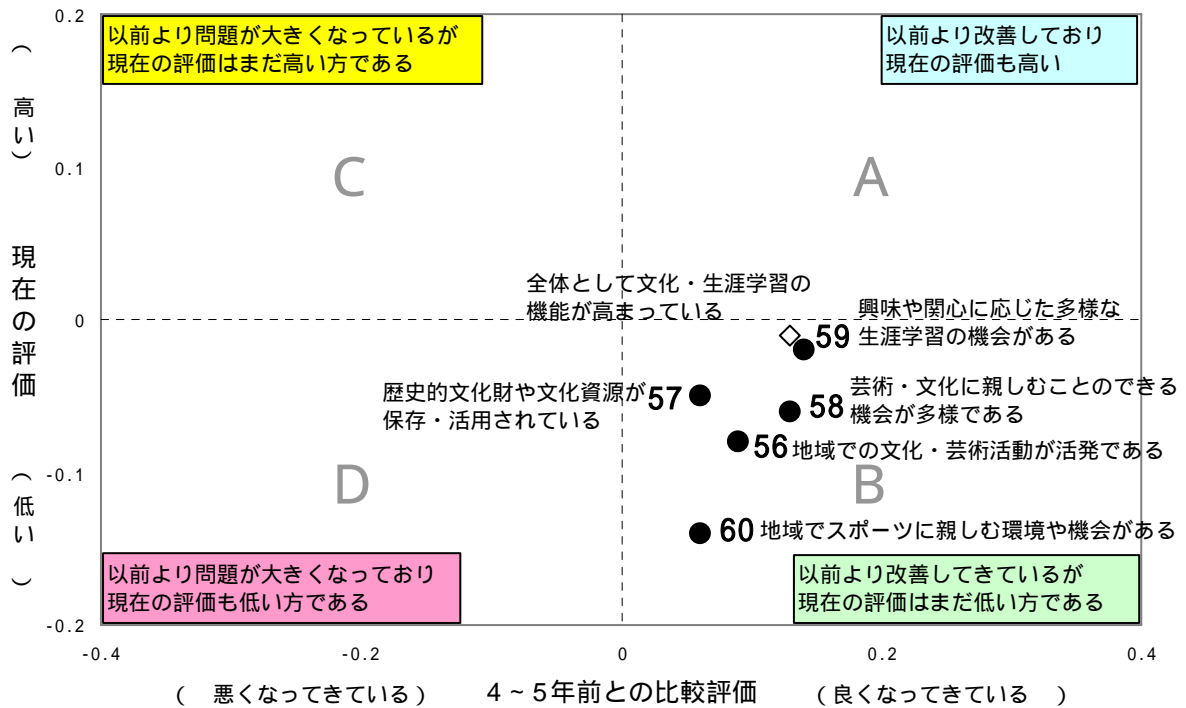 0.2
以前より問題が大きくなっているが
現在の評価はまだ高い方である
以前より改善しており
現在の評価も高い
（ 高い）
0.1
C
A
現在の評価
全体として文化・生涯学習の
機能が高まっている
興味や関心に応じた多様な
59 生涯学習の機会がある
0
歴史的文化財や文化資源が
保存・活用されている
57
58
芸術・文化に親しむことのできる
機会が多様である
56 地域での文化・芸術活動が活発である
-0.1
D
B
（低い ）
60 地域でスポーツに親しむ環境や機会がある
以前より問題が大きくなっており
現在の評価も低い方である
以前より改善してきているが
現在の評価はまだ低い方である
-0.2
-0.4 -0.2 0 0.2 0.4
（ 悪くなってきている） 4～5年前との比較評価 （良くなってきている ）